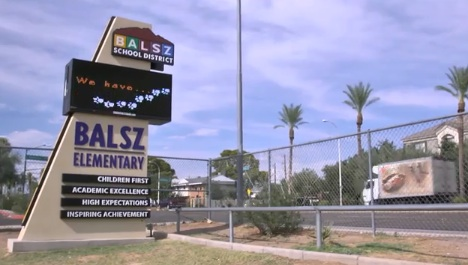 BALSZ
SCHOOL DISTRICT
We have...
BALSZ
ELEMENTARY
CHILDREN FIRST
ACADEMIC EXCELLENCE
HIGH EXPECTATIONS
INSPIRING ACHIEVEMENT